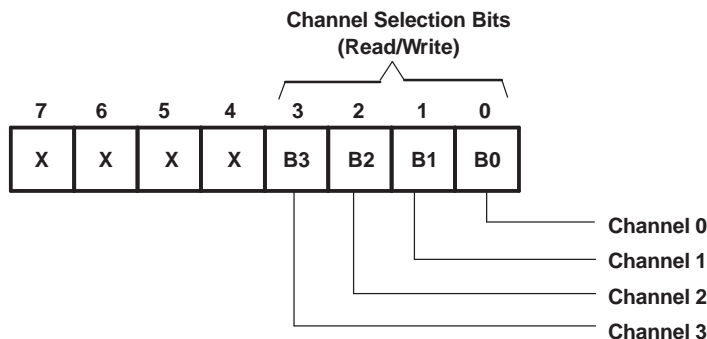 Channel Selection Bits
(Read/Write)
7 6 5 4 3 2 1 0
X X X X B3 B2 B1 B0
Channel 0
Channel 1
Channel 2
Channel 3